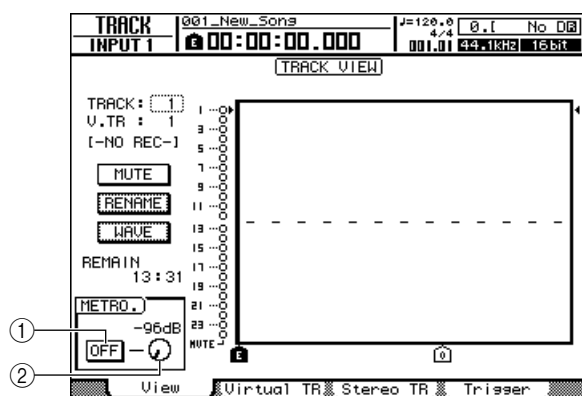 TRACK
INPUT 1
001_New_Song
E 00:00:00.000
♩=120.0
4/4
001.01
0.[ No DR
44.1kHz 16bit
TRACK VIEW
TRACK: 1
V.TR : 1
[-NO REC-]
MUTE
RENAME
WAVE
REMAIN
13:31
METRO.
-96dB
OFF
1
3
5
7
9
11
13
15
17
19
21
23
MUTE
E
0
1
2
View Virtual TR Stereo TR Trigger